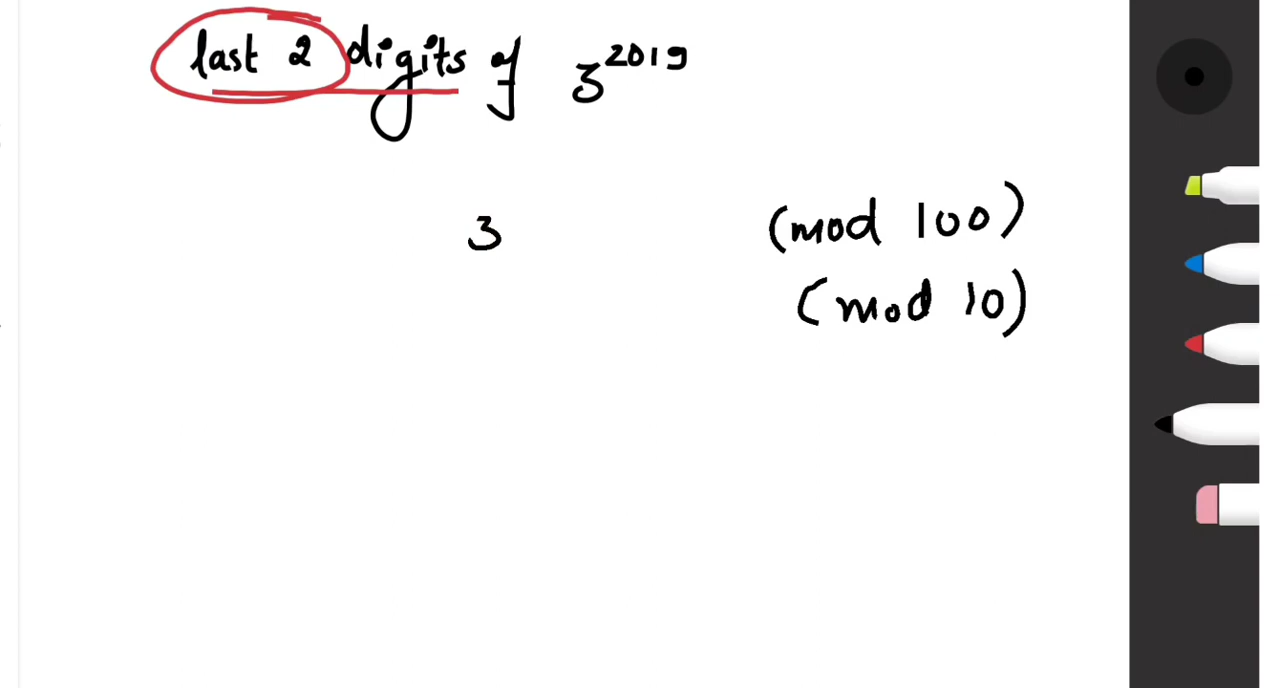 last 2 digits of 3^2019
3 (mod 100)
(mod 10)